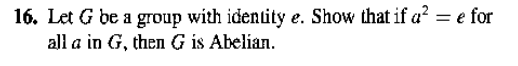 16. Let G be a group with identity e. Show that if a² = e for
all a in G, then G is Abelian.